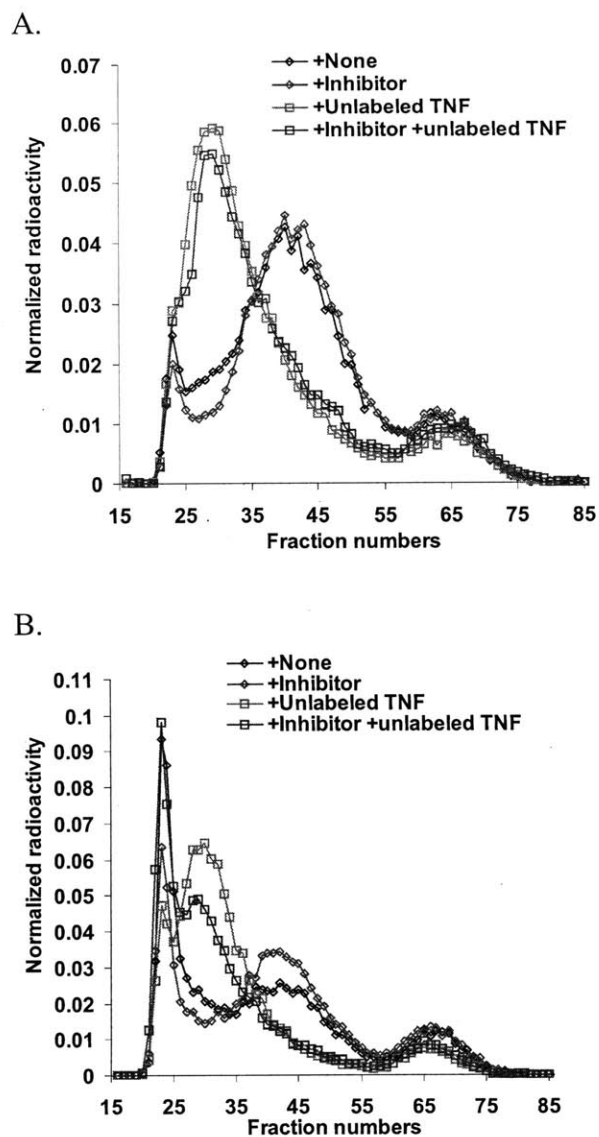 A.
+None
+Inhibitor
+Unlabeled TNF
+Inhibitor +unlabeled TNF
Normalized radioactivity
0.07
0.06
0.05
0.04
0.03
0.02
0.01
0
15 25 35 45 55 65 75 85
Fraction numbers
B.
+None
+Inhibitor
+Unlabeled TNF
+Inhibitor +unlabeled TNF
Normalized radioactivity
0.11
0.1
0.09
0.08
0.07
0.06
0.05
0.04
0.03
0.02
0.01
0
15 25 35 45 55 65 75 85
Fraction numbers